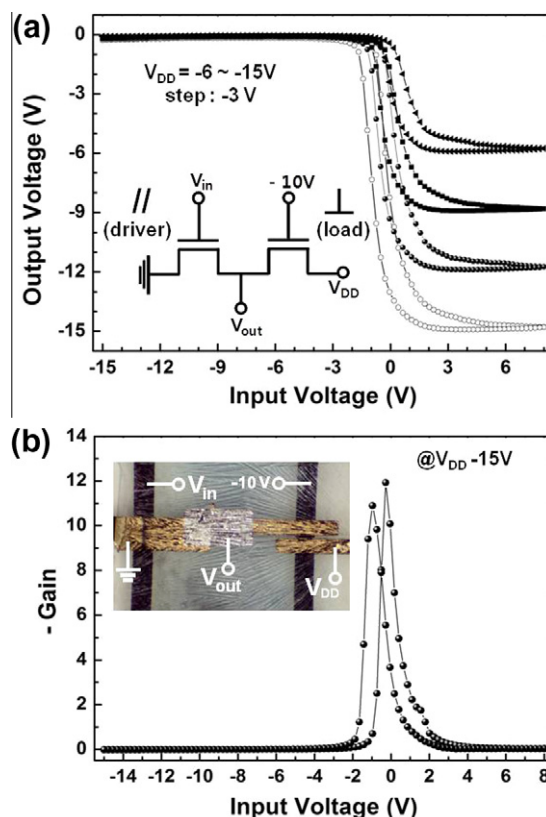 (a)
0
-3
-6
-9
-12
-15
Output Voltage (V)
V_DD = -6 ~ -15V
step : -3 V
//
(driver)
V_in
- 10V
⊥
(load)
V_DD
V_out
-15 -12 -9 -6 -3 0 3 6
Input Voltage (V)
(b)
14
12
10
8
6
4
2
0
- Gain
@V_DD -15V
V_in
-10 V
V_out
V_DD
-14 -12 -10 -8 -6 -4 -2 0 2 4 6 8
Input Voltage (V)